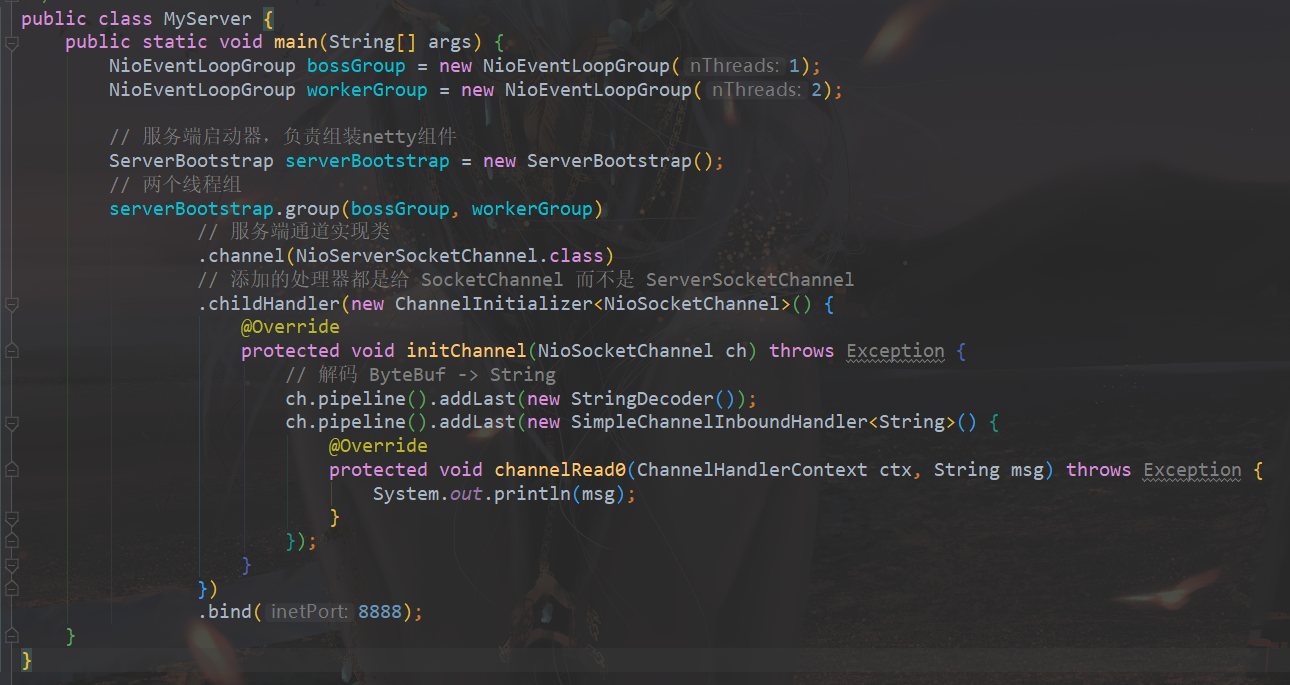 public class MyServer {
public static void main(String[] args) {
NioEventLoopGroup bossGroup = new NioEventLoopGroup( nThreads: 1);
NioEventLoopGroup workerGroup = new NioEventLoopGroup( nThreads: 2);
// 服务端启动器，负责组装netty组件
ServerBootstrap serverBootstrap = new ServerBootstrap();
// 两个线程组
serverBootstrap.group(bossGroup, workerGroup)
// 服务端通道实现类
.channel(NioServerSocketChannel.class)
// 添加的处理器都是给 SocketChannel 而不是 ServerSocketChannel
.childHandler(new ChannelInitializer<NioSocketChannel>() {
@Override
protected void initChannel(NioSocketChannel ch) throws Exception {
// 解码 ByteBuf -> String
ch.pipeline().addLast(new StringDecoder());
ch.pipeline().addLast(new SimpleChannelInboundHandler<String>() {
@Override
protected void channelRead0(ChannelHandlerContext ctx, String msg) throws Exception {
System.out.println(msg);
}
});
}
})
.bind( inetPort: 8888);
}
}